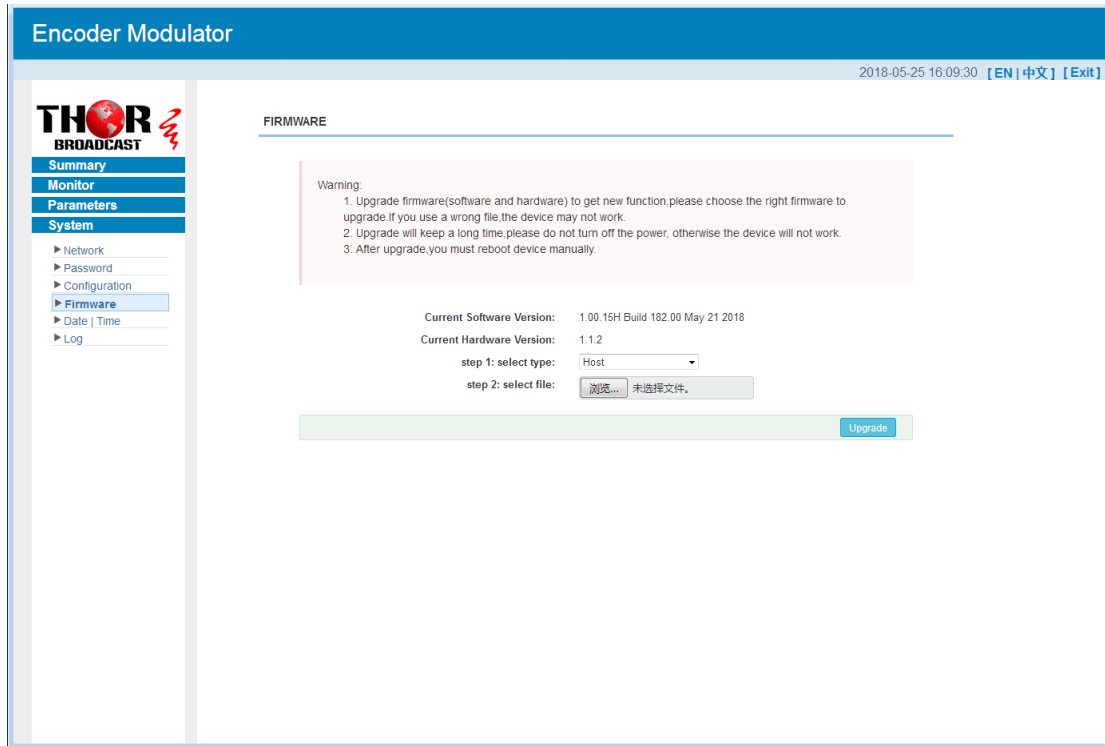 Encoder Modulator
2018-05-25 16:09:30 [ EN | 中文 ] [ Exit ]
THOR
BROADCAST
Summary
Monitor
Parameters
System
Network
Password
Configuration
Firmware
Date | Time
Log
FIRMWARE
Warning:
1. Upgrade firmware(software and hardware) to get new function,please choose the right firmware to
upgrade.If you use a wrong file,the device may not work.
2. Upgrade will keep a long time,please do not turn off the power, otherwise the device will not work.
3. After upgrade,you must reboot device manually.
Current Software Version: 1.00.15H Build 182.00 May 21 2018
Current Hardware Version: 1.1.2
step 1: select type: Host
step 2: select file: 浏览... 未选择文件。
Upgrade